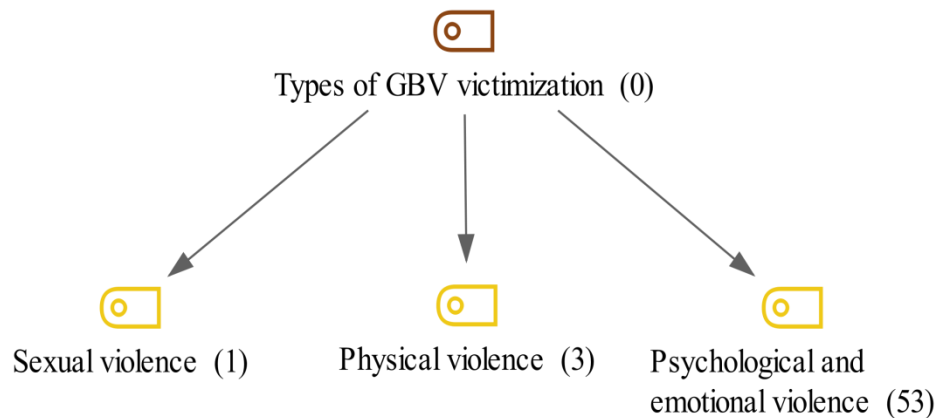 Types of GBV victimization (0)
Sexual violence (1)
Physical violence (3)
Psychological and
emotional violence (53)